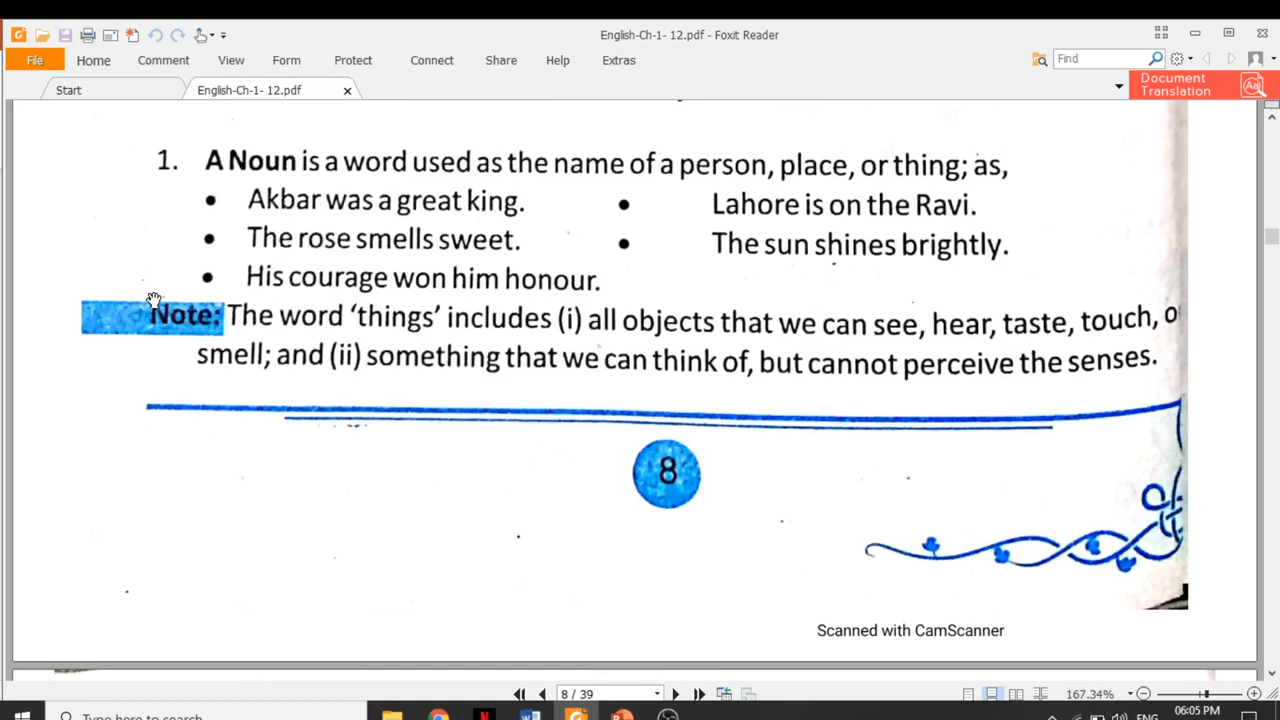 English-Ch-1- 12.pdf - Foxit Reader
File Home Comment View Form Protect Connect Share Help Extras
Find
Start
English-Ch-1- 12.pdf
Document Translation
1. A Noun is a word used as the name of a person, place, or thing; as,
• Akbar was a great king. • Lahore is on the Ravi.
• The rose smells sweet. • The sun shines brightly.
• His courage won him honour.
Note: The word ‘things’ includes (i) all objects that we can see, hear, taste, touch, o
smell; and (ii) something that we can think of, but cannot perceive the senses.
8
Scanned with CamScanner
8 / 39
167.34%
Type here to search
ENG
06:05 PM